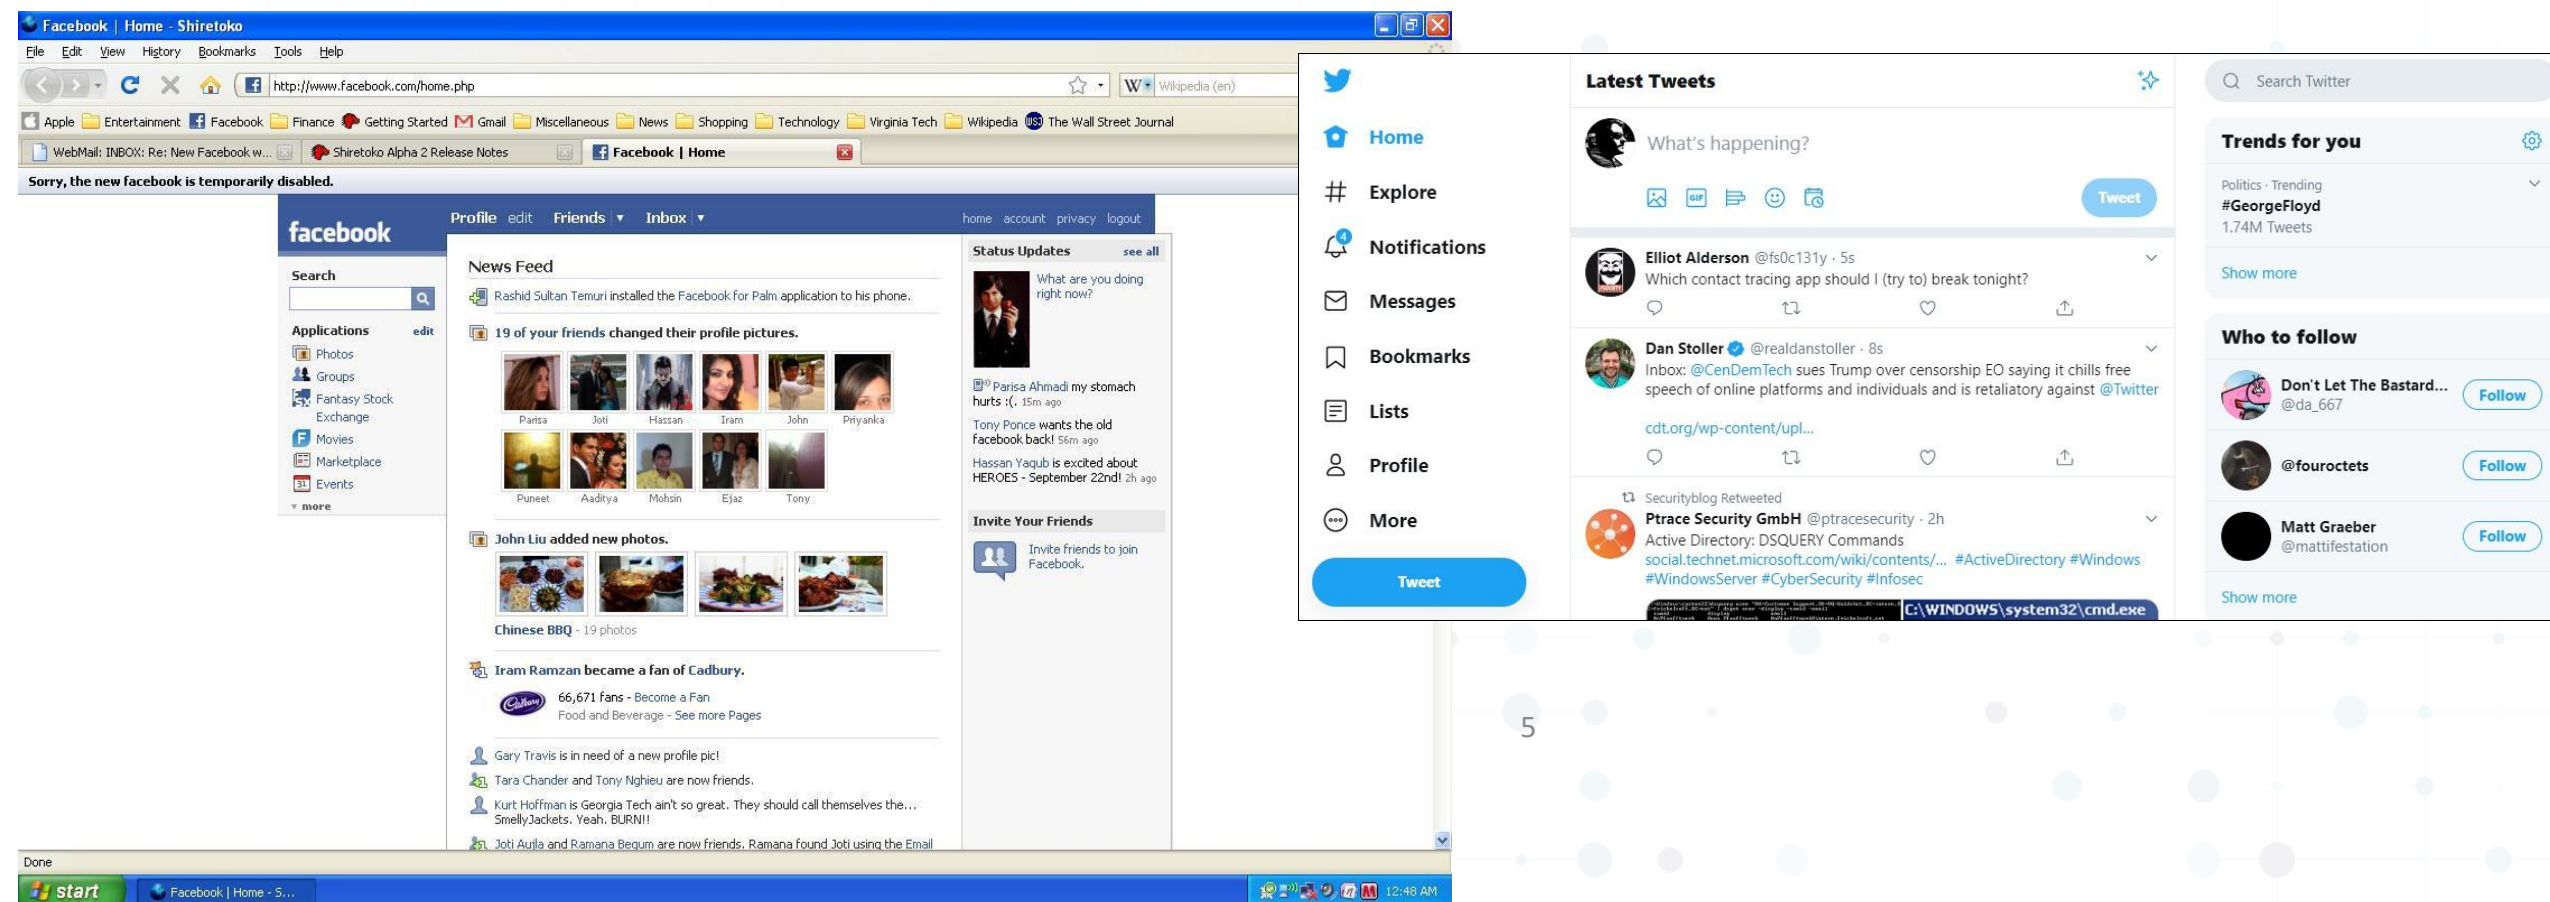 Facebook | Home - Shiretoko
File Edit View History Bookmarks Tools Help
http://www.facebook.com/home.php
W Wikipedia (en)
Apple Entertainment Facebook Finance Getting Started Gmail Miscellaneous News Shopping Technology Virginia Tech Wikipedia WSJ The Wall Street Journal
WebMail: INBOX: Re: New Facebook w... Shiretoko Alpha 2 Release Notes Facebook | Home
Sorry, the new facebook is temporarily disabled.
facebook
Profile edit Friends Inbox home account privacy logout
Search
Applications edit
Photos
Groups
Fantasy Stock
Exchange
Movies
Marketplace
31 Events
more
News Feed
Rashid Sultan Temuri installed the Facebook for Palm application to his phone.
19 of your friends changed their profile pictures.
Parisa Joti Hassan Iram John Priyanka
Puneet Aaditya Mohsin Ejaz Tony
John Liu added new photos.
Chinese BBQ - 19 photos
Iram Ramzan became a fan of Cadbury.
Cadbury
66,671 fans - Become a Fan
Food and Beverage - See more Pages
Gary Travis is in need of a new profile pic!
Tara Chander and Tony Nghieu are now friends.
Kurt Hoffman is Georgia Tech ain't so great. They should call themselves the...
SmellyJackets. Yeah. BURN!!
Joti Aujla and Ramana Begum are now friends. Ramana found Joti using the Email
Status Updates see all
What are you doing
right now?
Parisa Ahmadi my stomach
hurts :(. 15m ago
Tony Ponce wants the old
facebook back! 56m ago
Hassan Yaqub is excited about
HEROES - September 22nd! 2h ago
Invite Your Friends
Invite friends to join
Facebook.
Done
start
Facebook | Home - S...
12:48 AM
Home
Explore
4
Notifications
Messages
Bookmarks
Lists
Profile
More
Tweet
Latest Tweets
What's happening?
GIF
Tweet
Elliot Alderson @fs0c131y · 5s
Which contact tracing app should I (try to) break tonight?
Dan Stoller @realdanstoller · 8s
Inbox: @CenDemTech sues Trump over censorship EO saying it chills free
speech of online platforms and individuals and is retaliatory against @Twitter
cdt.org/wp-content/upl...
Securityblog Retweeted
Ptrace Security GmbH @ptracesecurity · 2h
Active Directory: DSQUERY Commands
social.technet.microsoft.com/wiki/contents/... #ActiveDirectory #Windows
#WindowsServer #CyberSecurity #Infosec
C:\WINDOWS\system32\cmd.exe
Search Twitter
Trends for you
Politics · Trending
#GeorgeFloyd
1.74M Tweets
Show more
Who to follow
Don't Let The Bastard...
@da_667
Follow
@fouroctets
Follow
Matt Graeber
@mattifestation
Follow
Show more
5